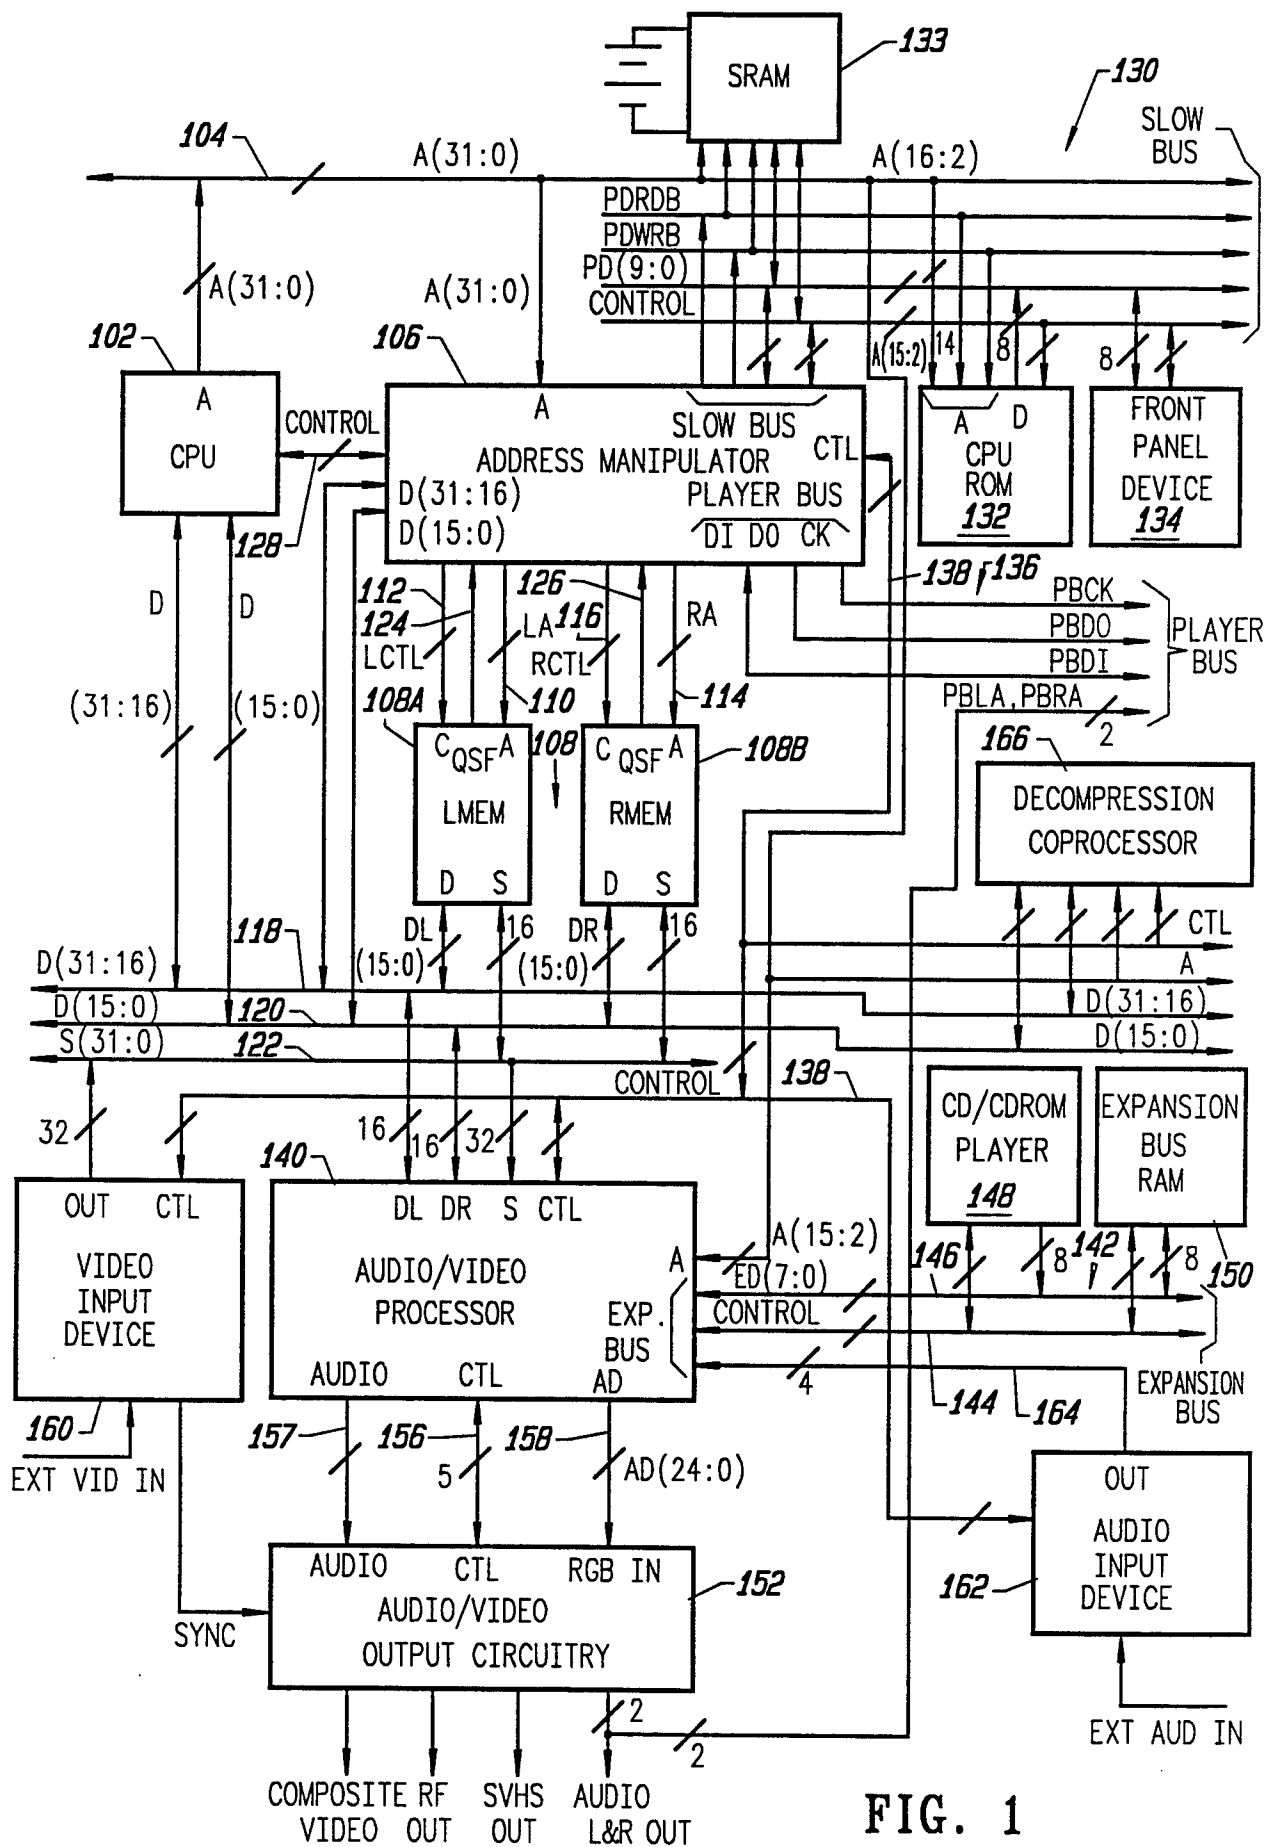 133
SRAM
130
SLOW
BUS
104
A(31:0)
A(16:2)
PDRDB
PDWRB
PD(9:0)
CONTROL
A(31:0)
A(31:0)
102
106
A(15:2)
14
8
8
A
CPU
CONTROL
128
A
SLOW BUS
ADDRESS MANIPULATOR
CTL
D(31:16)
PLAYER BUS
D(15:0)
DI DO CK
A
D
CPU
ROM
132
FRONT
PANEL
DEVICE
134
D
D
112
124
LCTL
LA
110
126
116
RCTL
RA
114
138
136
PBCK
PBDO
PBDI
PBLA,PBRA
2
PLAYER
BUS
(31:16)
(15:0)
108A
108
108B
C QSF A
LMEM
D S
C QSF A
RMEM
D S
166
DECOMPRESSION
COPROCESSOR
DL
(15:0)
16
DR
(15:0)
16
CTL
A
D(31:16)
D(15:0)
118
D(31:16)
D(15:0)
120
S(31:0)
122
CONTROL
138
32
16
16
32
140
OUT CTL
VIDEO
INPUT
DEVICE
160
EXT VID IN
DL DR S CTL
AUDIO/VIDEO
PROCESSOR
A
EXP.
BUS
AUDIO
CTL
AD
CD/CDROM
PLAYER
148
EXPANSION
BUS
RAM
150
A(15:2)
ED(7:0)
CONTROL
146
8
142
8
4
144
164
EXPANSION
BUS
157
156
5
158
AD(24:0)
OUT
AUDIO
INPUT
DEVICE
162
EXT AUD IN
SYNC
AUDIO
CTL
RGB IN
AUDIO/VIDEO
OUTPUT CIRCUITRY
152
2
2
COMPOSITE
VIDEO
RF
OUT
SVHS
OUT
AUDIO
L&R OUT
FIG. 1